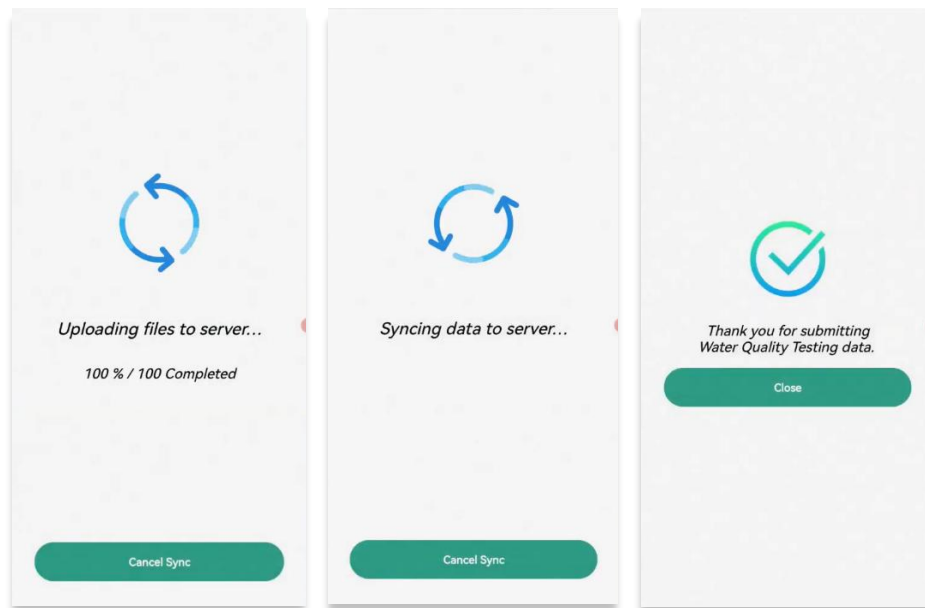 Uploading files to server...
100 % / 100 Completed
Cancel Sync
Syncing data to server...
Cancel Sync
Thank you for submitting
Water Quality Testing data.
Close